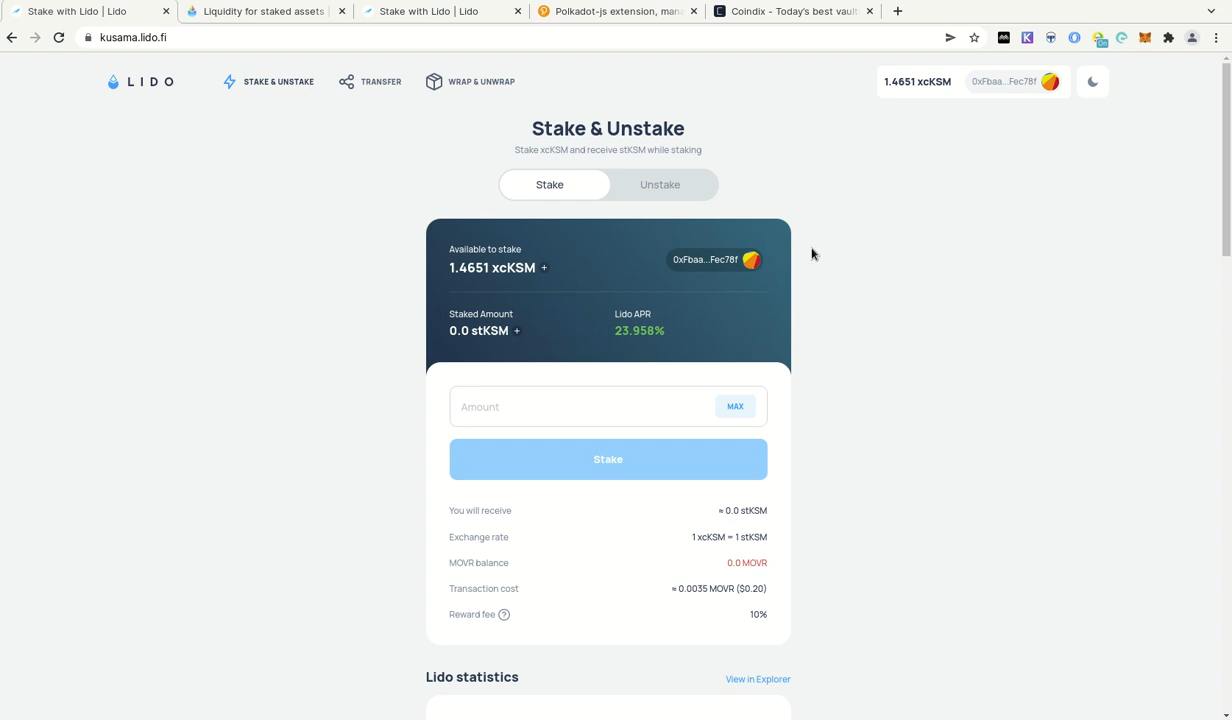 Stake with Lido | Lido
Liquidity for staked assets |
Stake with Lido | Lido
Polkadot-js extension, mana
Coindix - Today's best vault
kusama.lido.fi
On
LIDO
STAKE & UNSTAKE
TRANSFER
WRAP & UNWRAP
1.4651 xcKSM
0xFbaa...Fec78f
Stake & Unstake
Stake xcKSM and receive stKSM while staking
Stake
Unstake
Available to stake
1.4651 xcKSM +
0xFbaa...Fec78f
Staked Amount
0.0 stKSM +
Lido APR
23.958%
Amount
MAX
Stake
You will receive ≈ 0.0 stKSM
Exchange rate 1 xcKSM = 1 stKSM
MOVR balance 0.0 MOVR
Transaction cost ≈ 0.0035 MOVR ($0.20)
Reward fee ? 10%
Lido statistics
View in Explorer